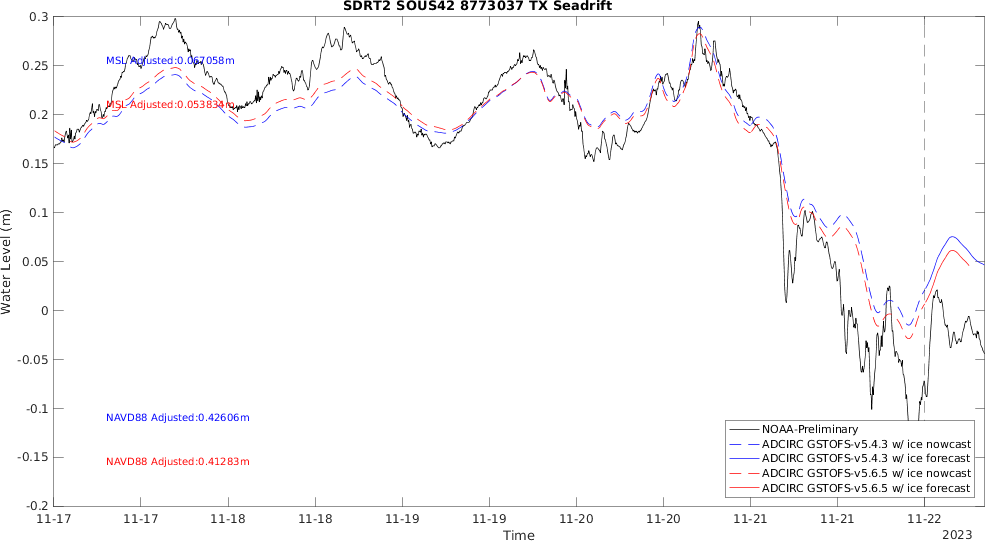 SDRT2 SOUS42 8773037 TX Seadrift
0.3
0.25
0.2
0.15
0.1
0.05
0
-0.05
-0.1
-0.15
-0.2
Water Level (m)
MSL Adjusted:0.067058m
MSL Adjusted:0.053834m
NAVD88 Adjusted:0.42606m
NAVD88 Adjusted:0.41283m
NOAA-Preliminary
ADCIRC GSTOFS-v5.4.3 w/ ice nowcast
ADCIRC GSTOFS-v5.4.3 w/ ice forecast
ADCIRC GSTOFS-v5.6.5 w/ ice nowcast
ADCIRC GSTOFS-v5.6.5 w/ ice forecast
11-17 11-17 11-18 11-18 11-19 11-19 11-20 11-20 11-21 11-21 11-22
Time
2023